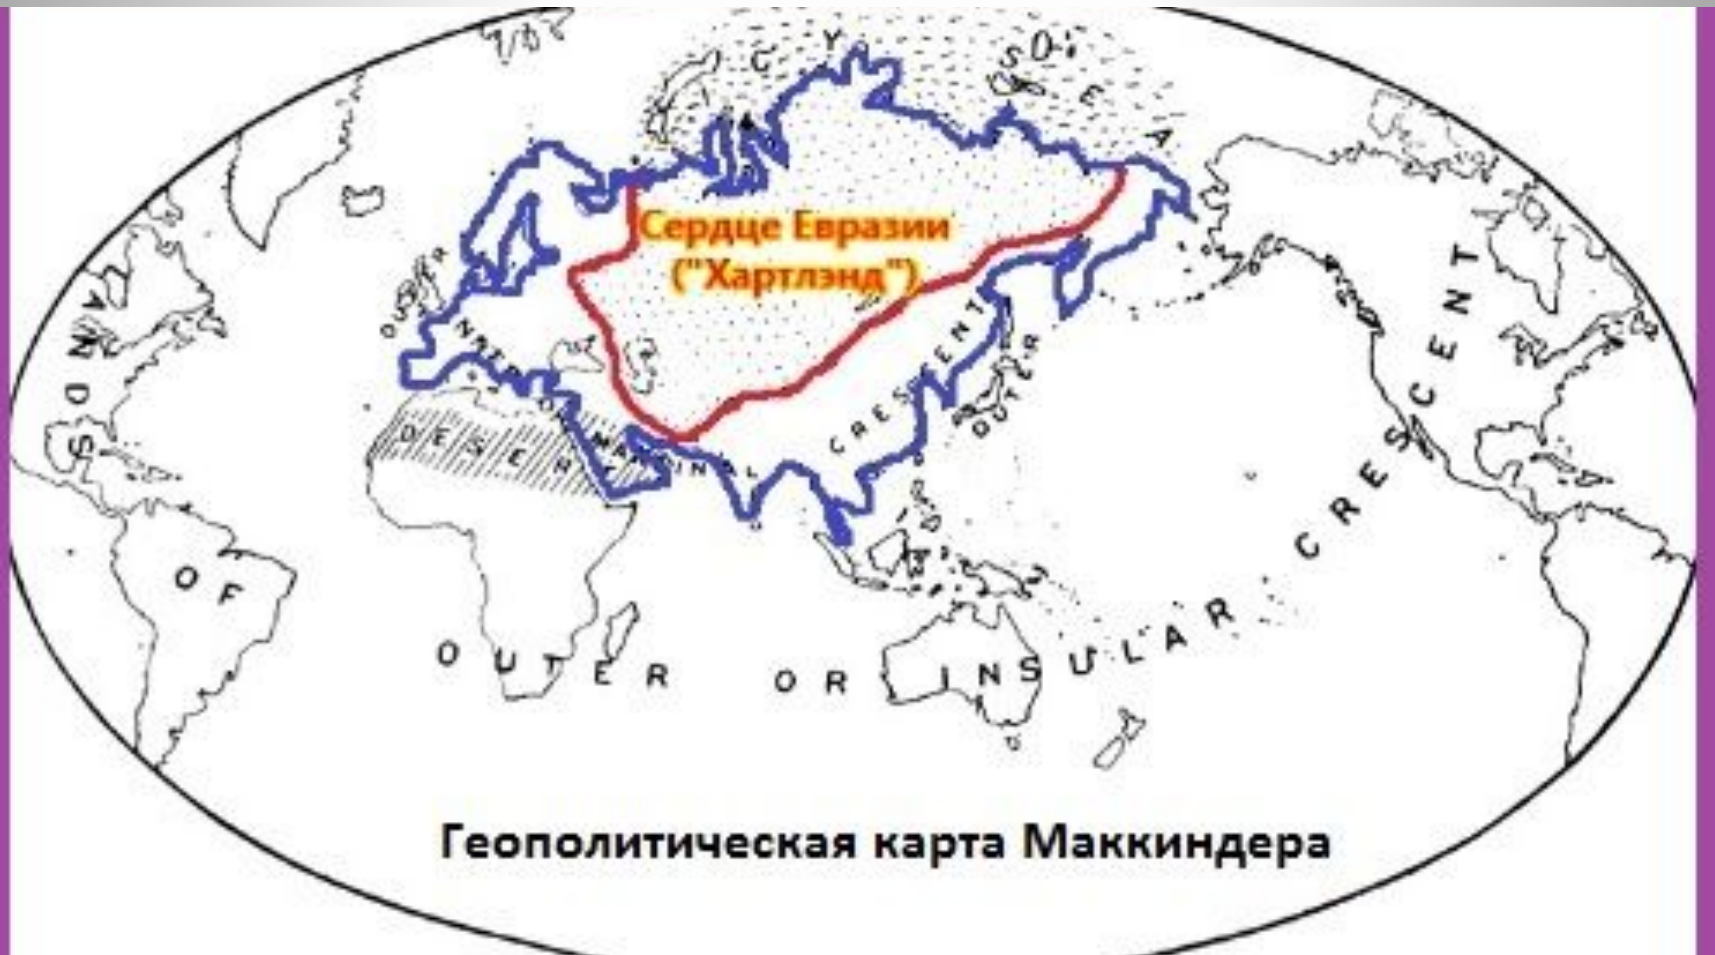 ICY SEA
Сердце Евразии
("Хартлэнд")
INNER OR MARGINAL CRESCENT
DESERT
OUTER
OUTER
LANDS OF OUTER OR INSULAR CRESCENT
Геополитическая карта Маккиндера